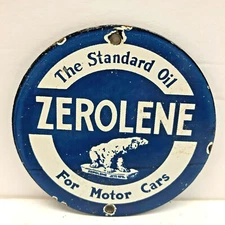 The Standard Oil
ZEROLENE
For Motor Cars